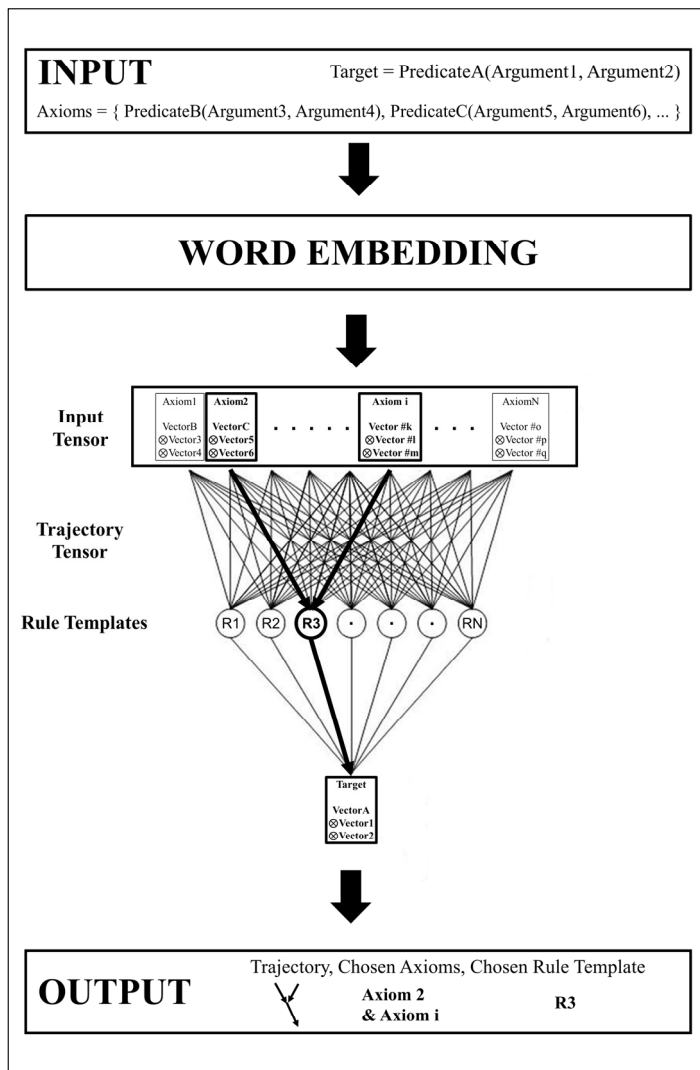 INPUT
Target = PredicateA(Argument1, Argument2)
Axioms = { PredicateB(Argument3, Argument4), PredicateC(Argument5, Argument6), ... }
WORD EMBEDDING
Input
Tensor
Axiom1
VectorB
⊗Vector3
⊗Vector4
Axiom2
VectorC
⊗Vector5
⊗Vector6
. . . . .
Axiom i
Vector #k
⊗Vector #l
⊗Vector #m
. . .
AxiomN
Vector #o
⊗Vector #p
⊗Vector #q
Trajectory
Tensor
Rule Templates
R1 R2 R3 . . . RN
Target
VectorA
⊗Vector1
⊗Vector2
OUTPUT
Trajectory, Chosen Axioms, Chosen Rule Template
Axiom 2
& Axiom i
R3